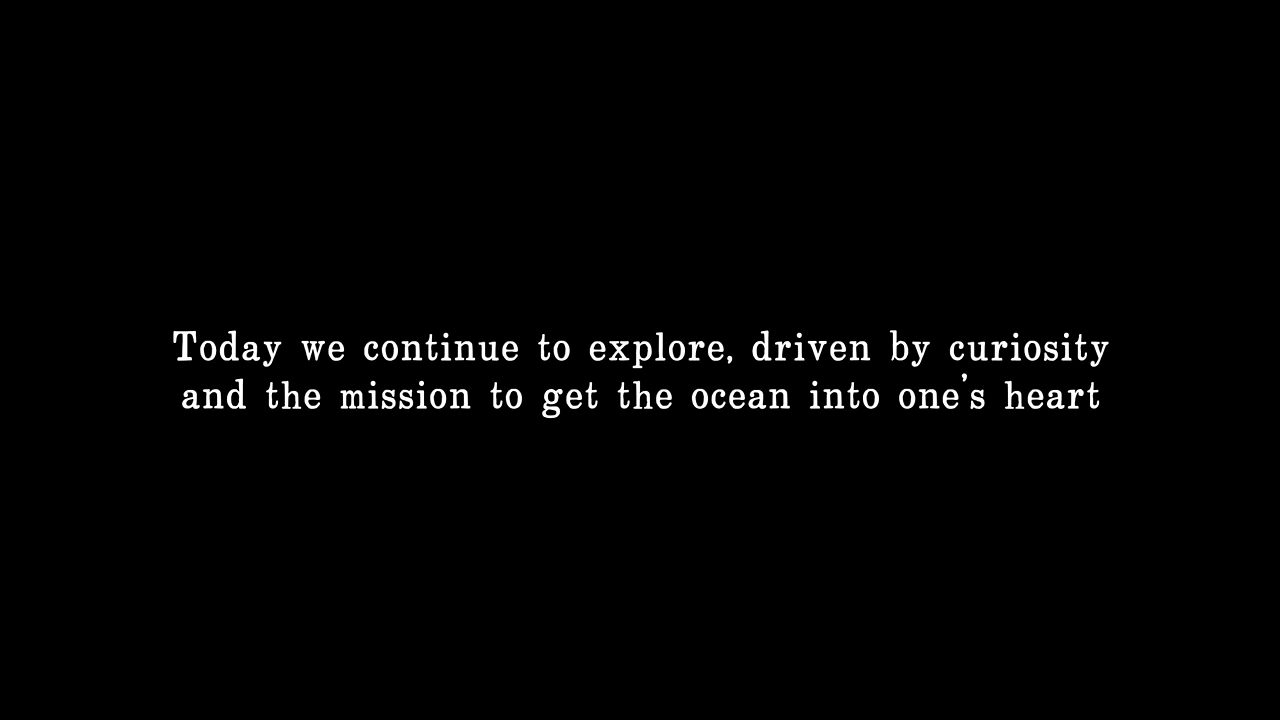 Today we continue to explore, driven by curiosity
and the mission to get the ocean into one's heart